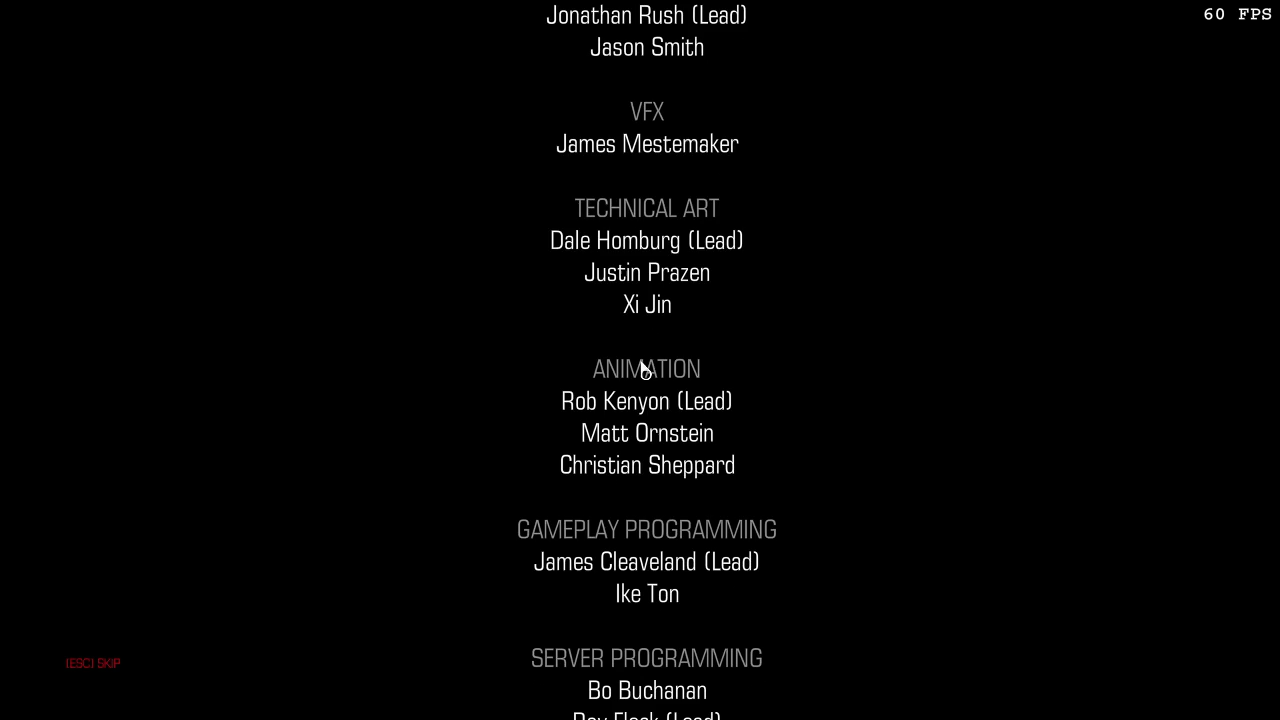 Jonathan Rush (Lead)
60 FPS
Jason Smith
VFX
James Mestemaker
TECHNICAL ART
Dale Homburg (Lead)
Justin Prazen
Xi Jin
ANIMATION
Rob Kenyon (Lead)
Matt Ornstein
Christian Sheppard
GAMEPLAY PROGRAMMING
James Cleaveland (Lead)
Ike Ton
SERVER PROGRAMMING
[ESC] SKIP
Bo Buchanan
(Lead)